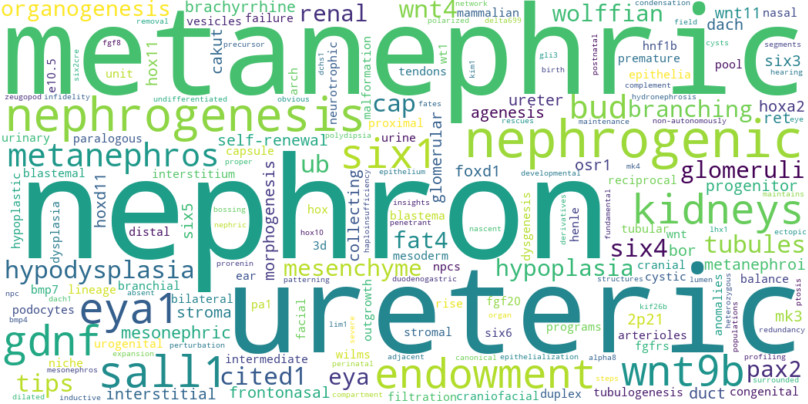 organogenesis brachyrrhine renal wnt4 network mammalian condensation field wnt11 nasal
removal vesicles failure polarized delta699 wolffian dach
metanephric
fgf8 precursor cakut arch neurotrophic malformation wt1 tendons gli3 birth postnatal hnf1b premature six3 cysts segments
six2cre e10.5 unit hox11 dchs1 kim1 epithelia pool hearing
zeugopod infidelity undifferentiated obvious cap fates ureter complement hydronephrosis hoxa2
nephrogenesis proximal agenesis bud branching ret eye
urinary paralogous polydipsia urine rescues maintenance non-autonomously
self-renewal six1 glomerular nephrogenic
metanephros capsule proper ub foxd1 osr1 reciprocal developmental mk4 glomeruli
blastemal interstitium epithelium insights progenitor maintains
nephron
hypoplastic dysplasia hoxd11 distal six5 bossing nephric morphogenesis hox hox10 3d collecting haploinsufficiency penetrant blastema mesoderm fat4 nascent dysgenesis derivatives henle tubular fundamental wnt lhx1 ectopic kidneys
six4 bor tubules
hypodysplasia prorenin ear patterning mesenchyme npcs duodenogastric hypoplasia cranial metanephroi
npc bmp7 lineage branchial cystic structures lumen balance
dach1 absent bilateral pa1 facial lim1 severe outgrowth rise fgf20 organ programs kif26b anomalies heterozygous populations ptosis
bmp4 podocytes eya1 stroma ureteric
gdnf mesonephric urogenital perturbation stromal six6 2p21 mk3 redundancy
expansion wilms perinatal adjacent canonical epithelialization alpha8 fgfrs arterioles profiling
niche mesonephros sall1 intermediate eya endowment steps wnt9b pax2 surrounded
tips cited1 compartment
dilated inductive interstitial frontonasal filtration craniofacial duplex tubulogenesis duct congenital